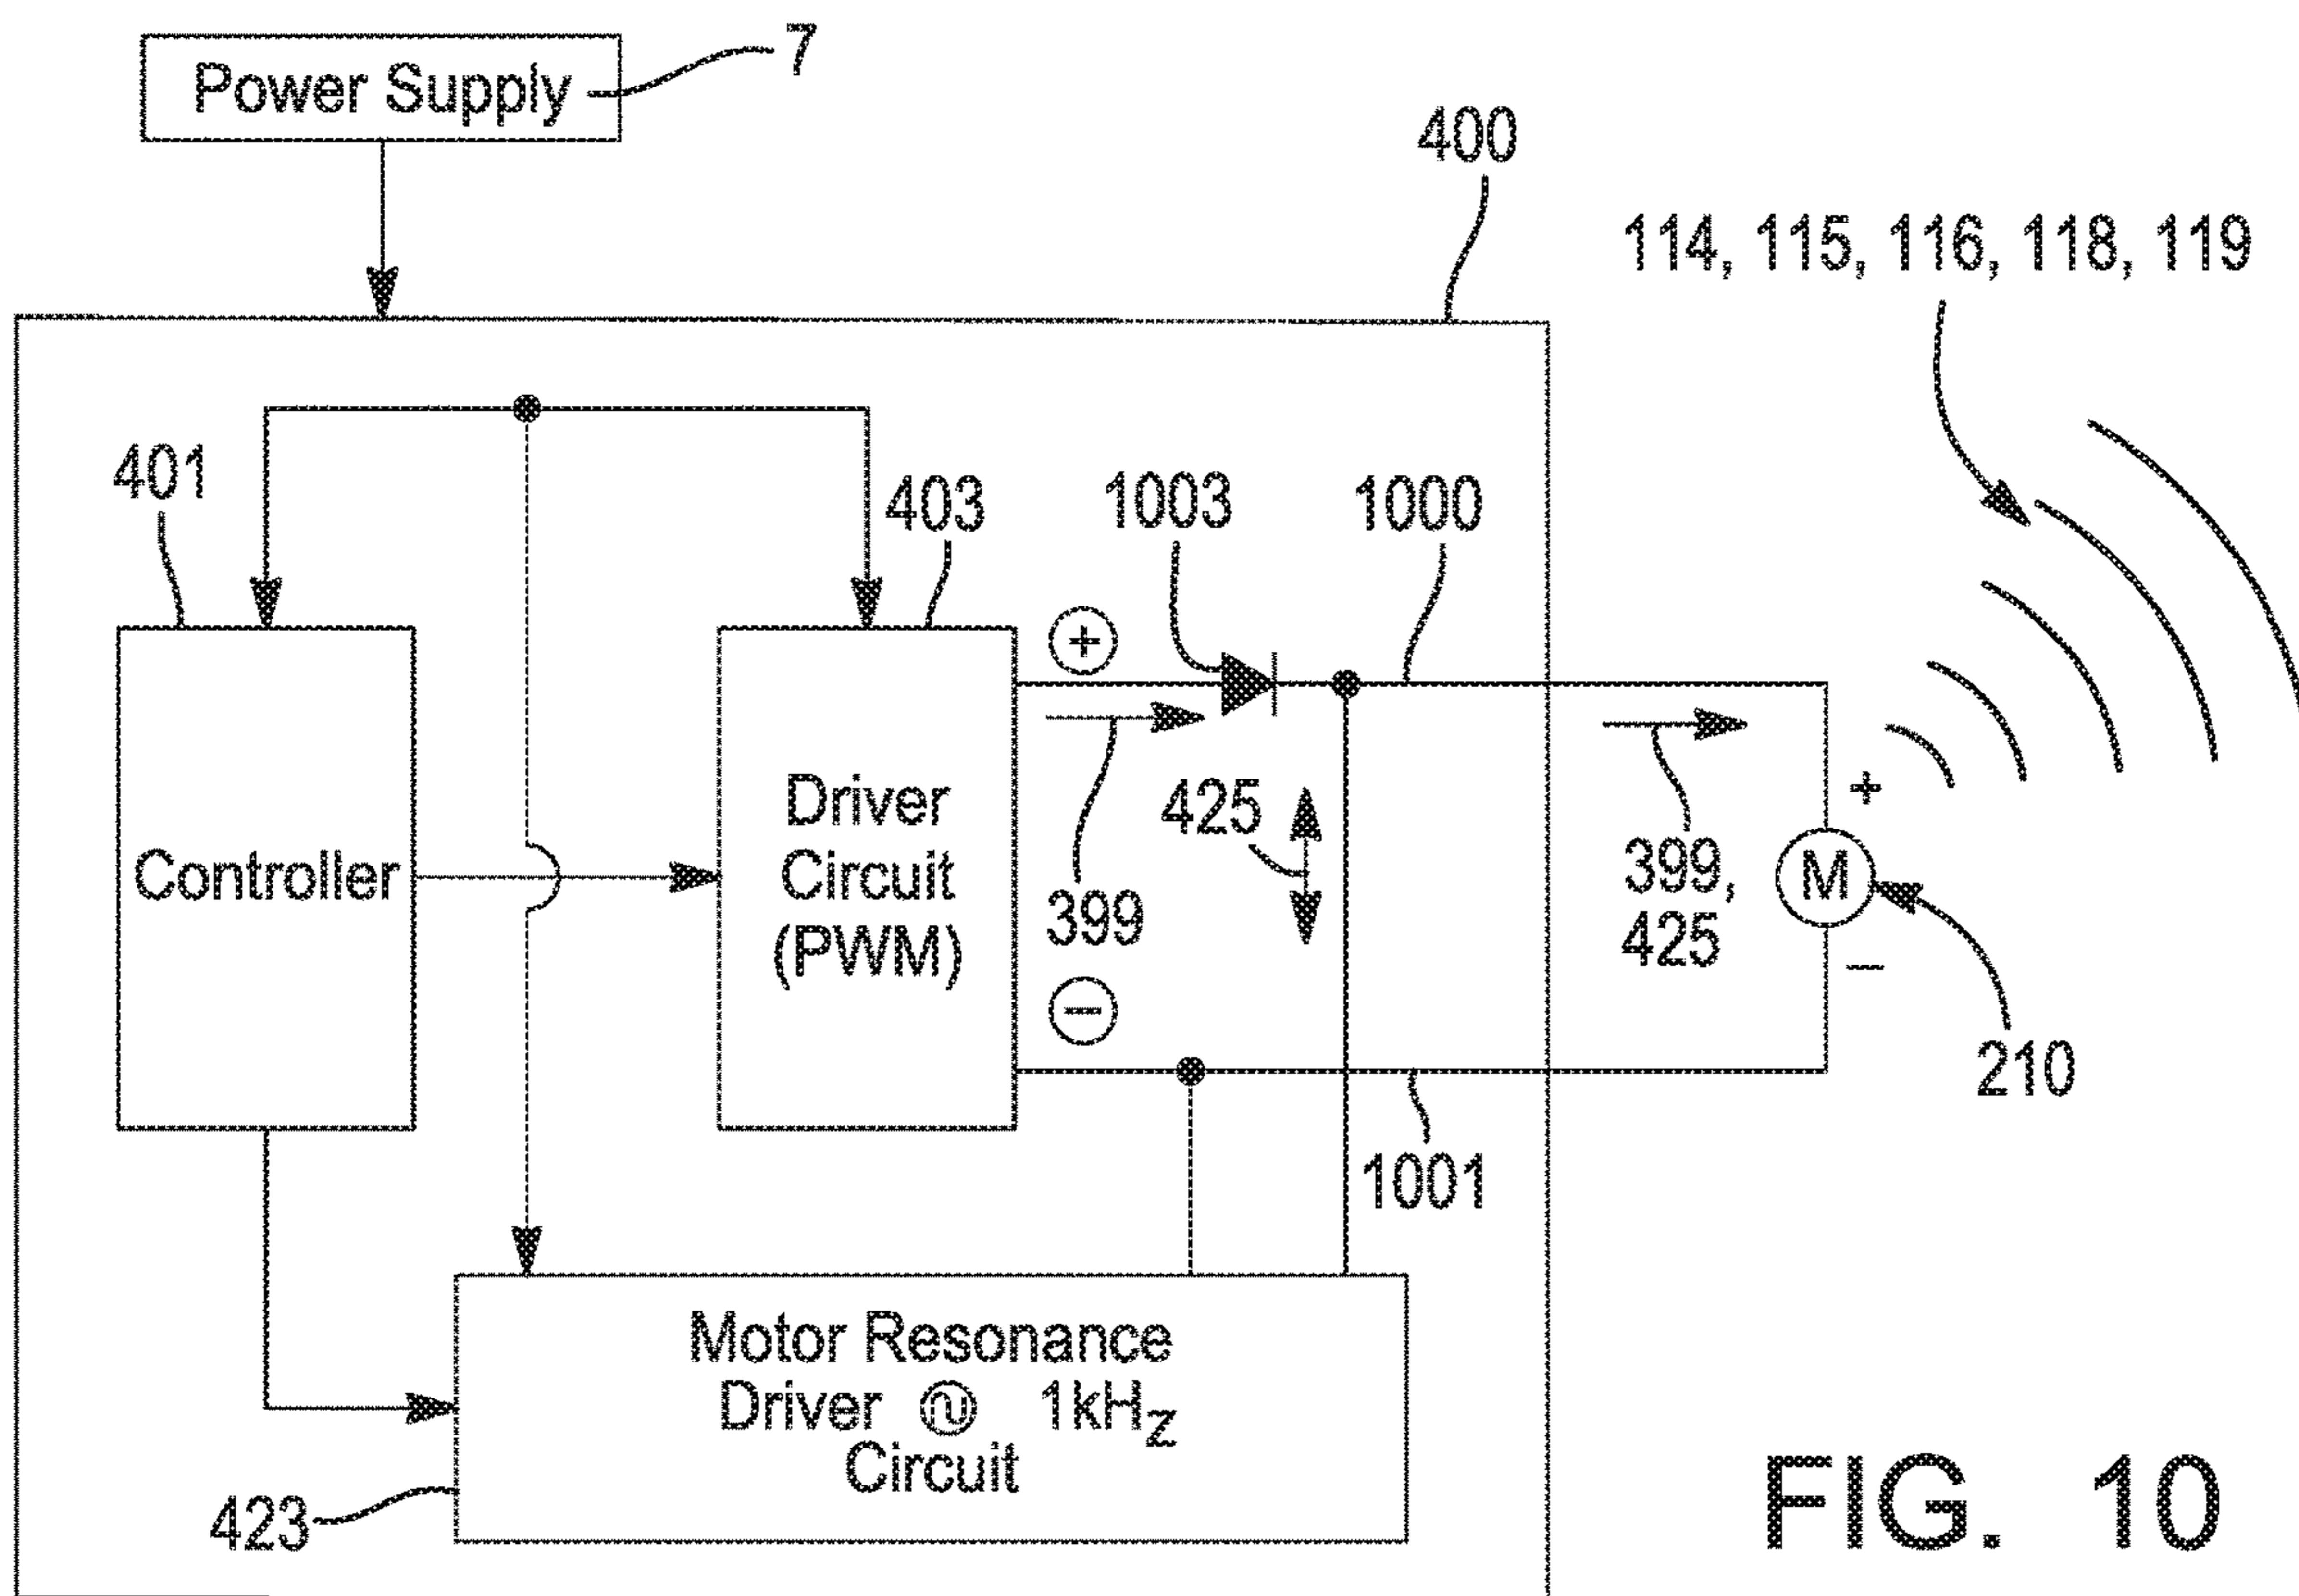 Power Supply
7
400
114, 115, 116, 118, 119
401
403
1003
1000
+
Controller
Driver
Circuit
(PWM)
399
425
399,
425
+
M
−
−
210
1001
Motor Resonance
Driver 1kHz
Circuit
423
FIG. 10